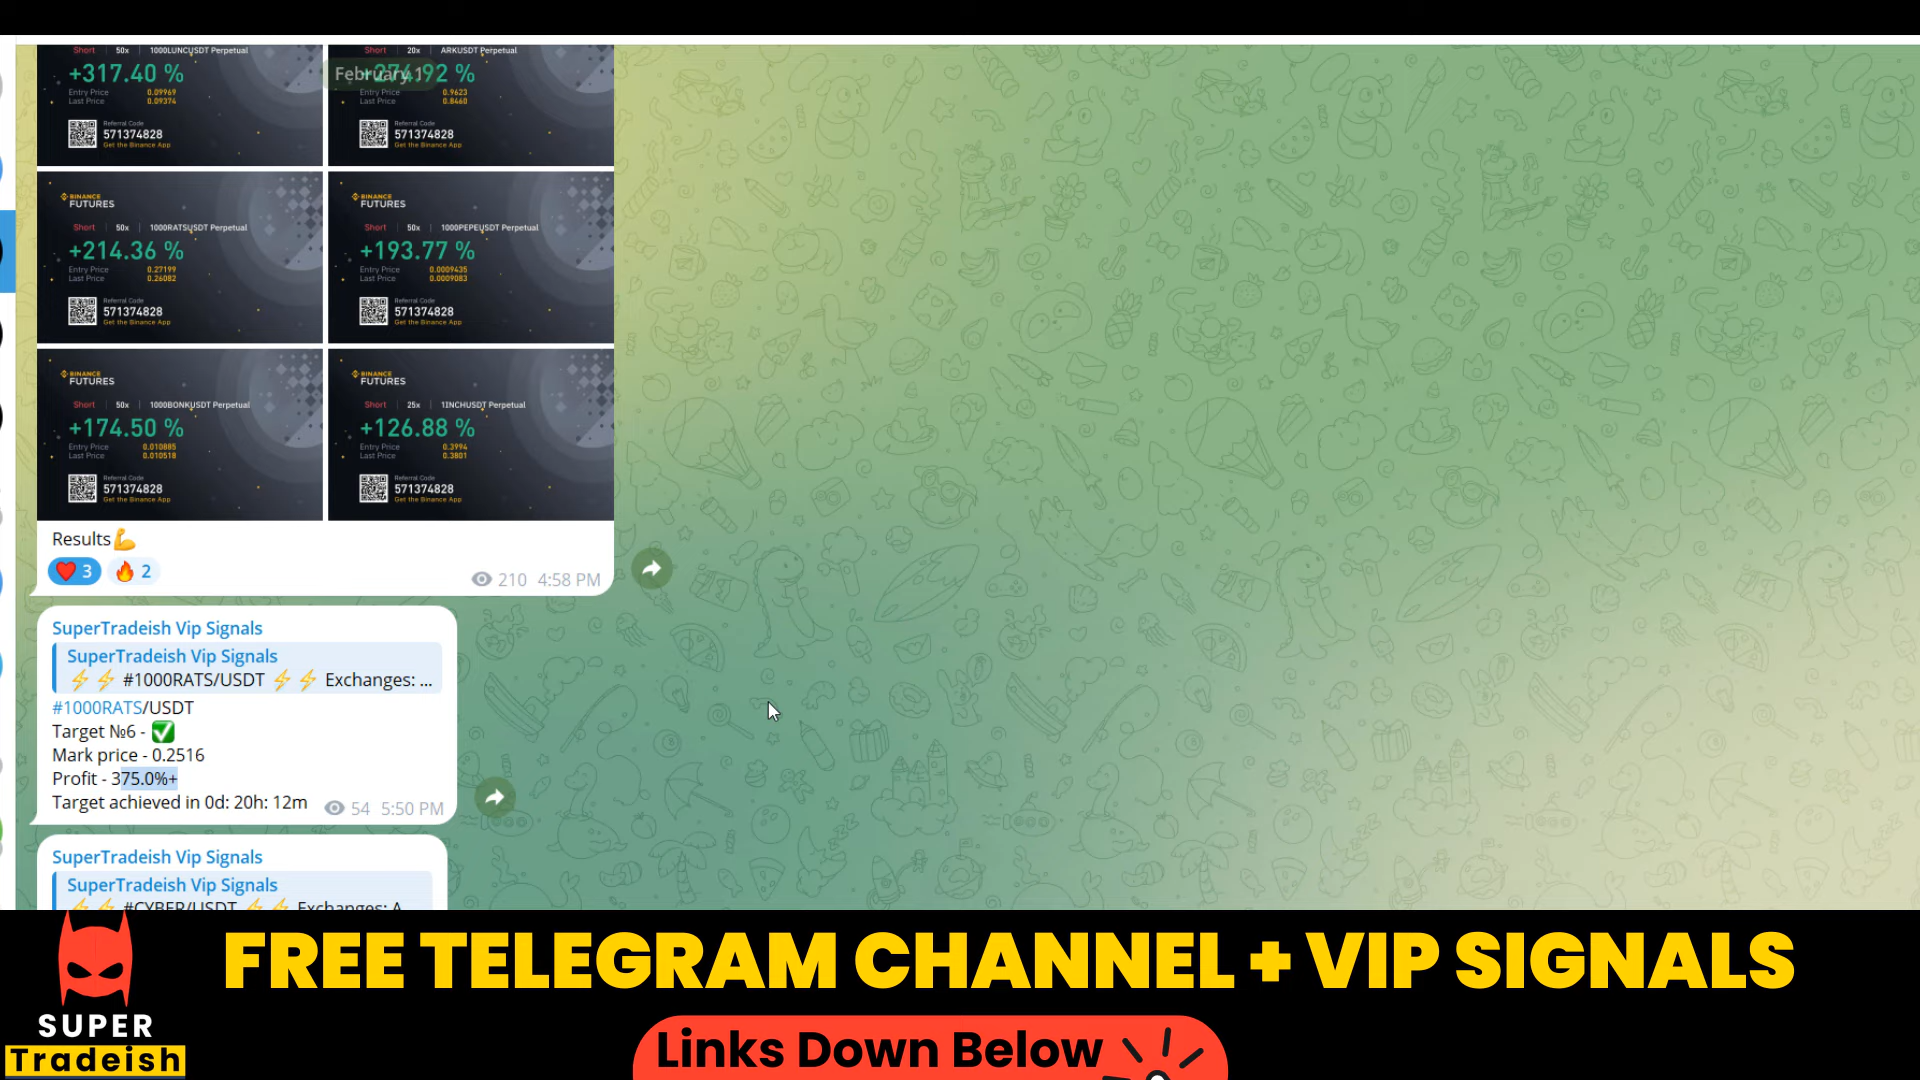 Short | 50x | 1000LUNCUSDT Perpetual
+317.40 %
Entry Price 0.09969
Last Price 0.09374
Referral Code
571374828
Get the Binance App
Short | 20x | ARKUSDT Perpetual
+274.92 %
February 1
Entry Price 0.9623
Last Price 0.8460
Referral Code
571374828
Get the Binance App
BINANCE
FUTURES
Short | 50x | 1000RATSUSDT Perpetual
+214.36 %
Entry Price 0.27199
Last Price 0.26082
Referral Code
571374828
Get the Binance App
BINANCE
FUTURES
Short | 50x | 1000PEPEUSDT Perpetual
+193.77 %
Entry Price 0.0009435
Last Price 0.0009083
Referral Code
571374828
Get the Binance App
BINANCE
FUTURES
Short | 50x | 1000BONKUSDT Perpetual
+174.50 %
Entry Price 0.010885
Last Price 0.010518
Referral Code
571374828
Get the Binance App
BINANCE
FUTURES
Short | 25x | 1INCHUSDT Perpetual
+126.88 %
Entry Price 0.3994
Last Price 0.3801
Referral Code
571374828
Get the Binance App
Results💪
❤️ 3 🔥 2
210 4:58 PM
SuperTradeish Vip Signals
SuperTradeish Vip Signals
⚡⚡ #1000RATS/USDT ⚡⚡ Exchanges: ...
#1000RATS/USDT
Target №6 - ✅
Mark price - 0.2516
Profit - 375.0%+
Target achieved in 0d: 20h: 12m
54 5:50 PM
SuperTradeish Vip Signals
SuperTradeish Vip Signals
⚡⚡ #CYBER/USDT ⚡⚡ Exchanges: A
FREE TELEGRAM CHANNEL + VIP SIGNALS
SUPER
Tradeish
Links Down Below